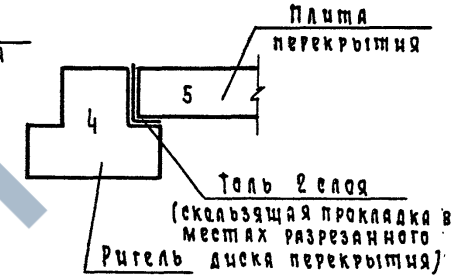 Плита
перекрытия
я
5
4
Толь 2 слоя
(скользящая прокладка в
местах разрезанного
диска перекрытия)
Ригель